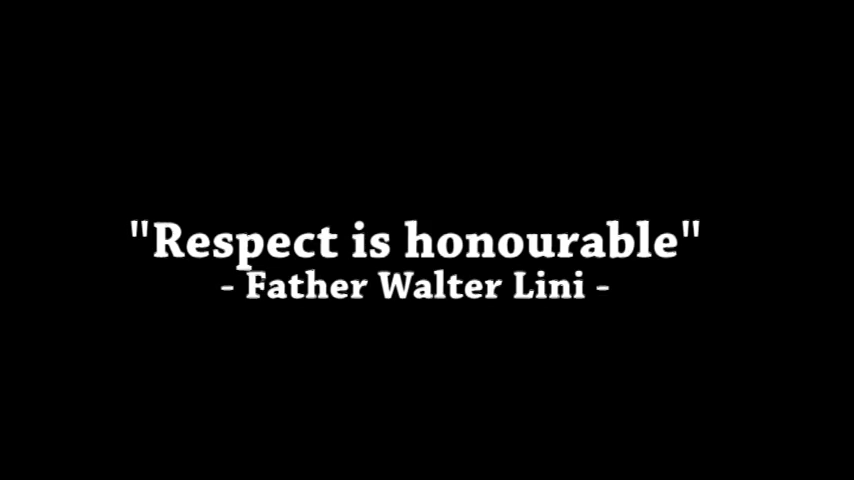 "Respect is honourable"
- Father Walter Lini -